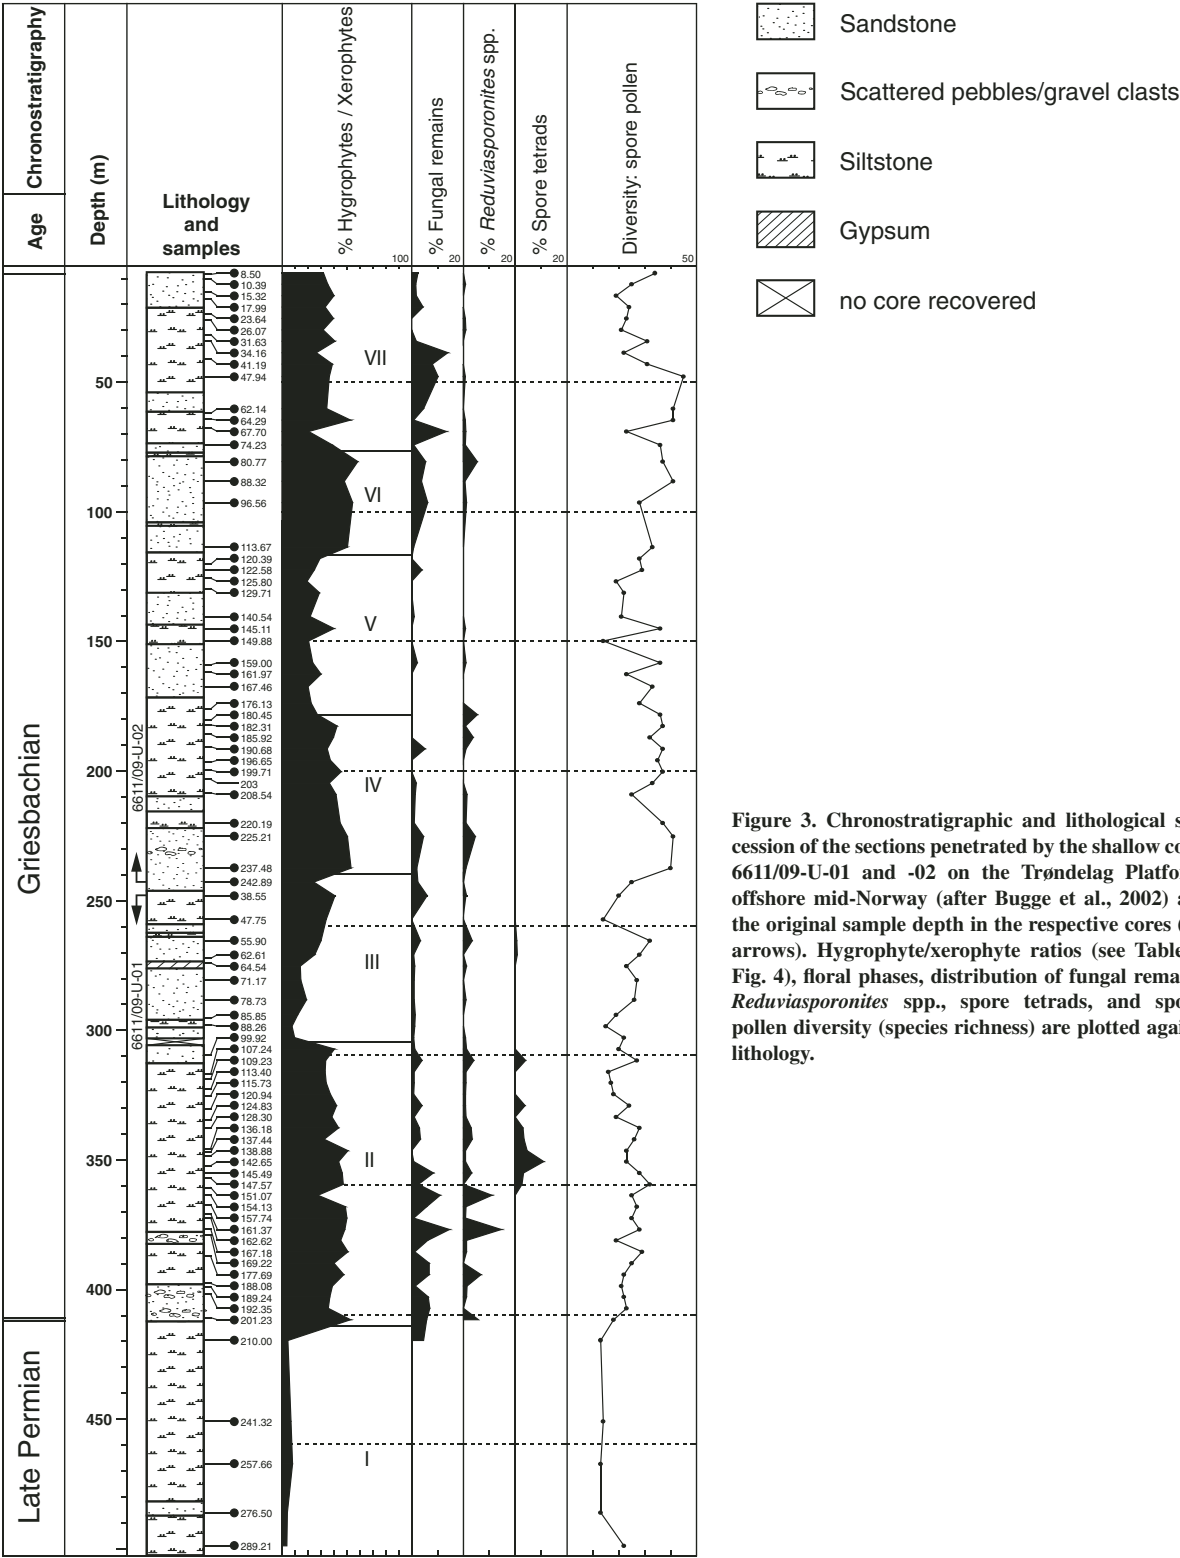 Chronostratigraphy
Age
Depth (m)
Lithology
and
samples
% Hygrophytes / Xerophytes
% Fungal remains
% Reduviasporonites spp.
% Spore tetrads
Diversity: spore pollen
100
20
20
20
50
Sandstone
Scattered pebbles/gravel clasts
Siltstone
Gypsum
no core recovered
Griesbachian
Late Permian
50
100
150
200
250
300
350
400
450
6611/09-U-02
6611/09-U-01
8.50
10.39
15.32
17.99
23.64
26.07
31.63
34.16
41.19
47.94
62.14
64.29
67.70
74.23
80.77
88.32
96.56
113.67
120.39
122.58
125.80
129.71
140.54
145.11
149.88
159.00
161.97
167.46
176.13
180.45
182.31
185.92
190.68
196.65
199.71
203
208.54
220.19
225.21
237.48
242.89
38.55
47.75
55.90
62.61
64.54
71.17
78.73
85.85
88.26
99.92
107.24
109.23
113.40
115.73
120.94
124.83
128.30
136.18
137.44
138.88
142.65
145.49
147.57
151.07
154.13
157.74
161.37
162.62
167.18
169.22
177.69
188.08
189.24
192.35
201.23
210.00
241.32
257.66
276.50
289.21
VII
VI
V
IV
III
II
I
Figure 3. Chronostratigraphic and lithological s
cession of the sections penetrated by the shallow co
6611/09-U-01 and -02 on the Trøndelag Platfor
offshore mid-Norway (after Bugge et al., 2002) a
the original sample depth in the respective cores (
arrows). Hygrophyte/xerophyte ratios (see Table
Fig. 4), floral phases, distribution of fungal rema
Reduviasporonites spp., spore tetrads, and spo
pollen diversity (species richness) are plotted agai
lithology.